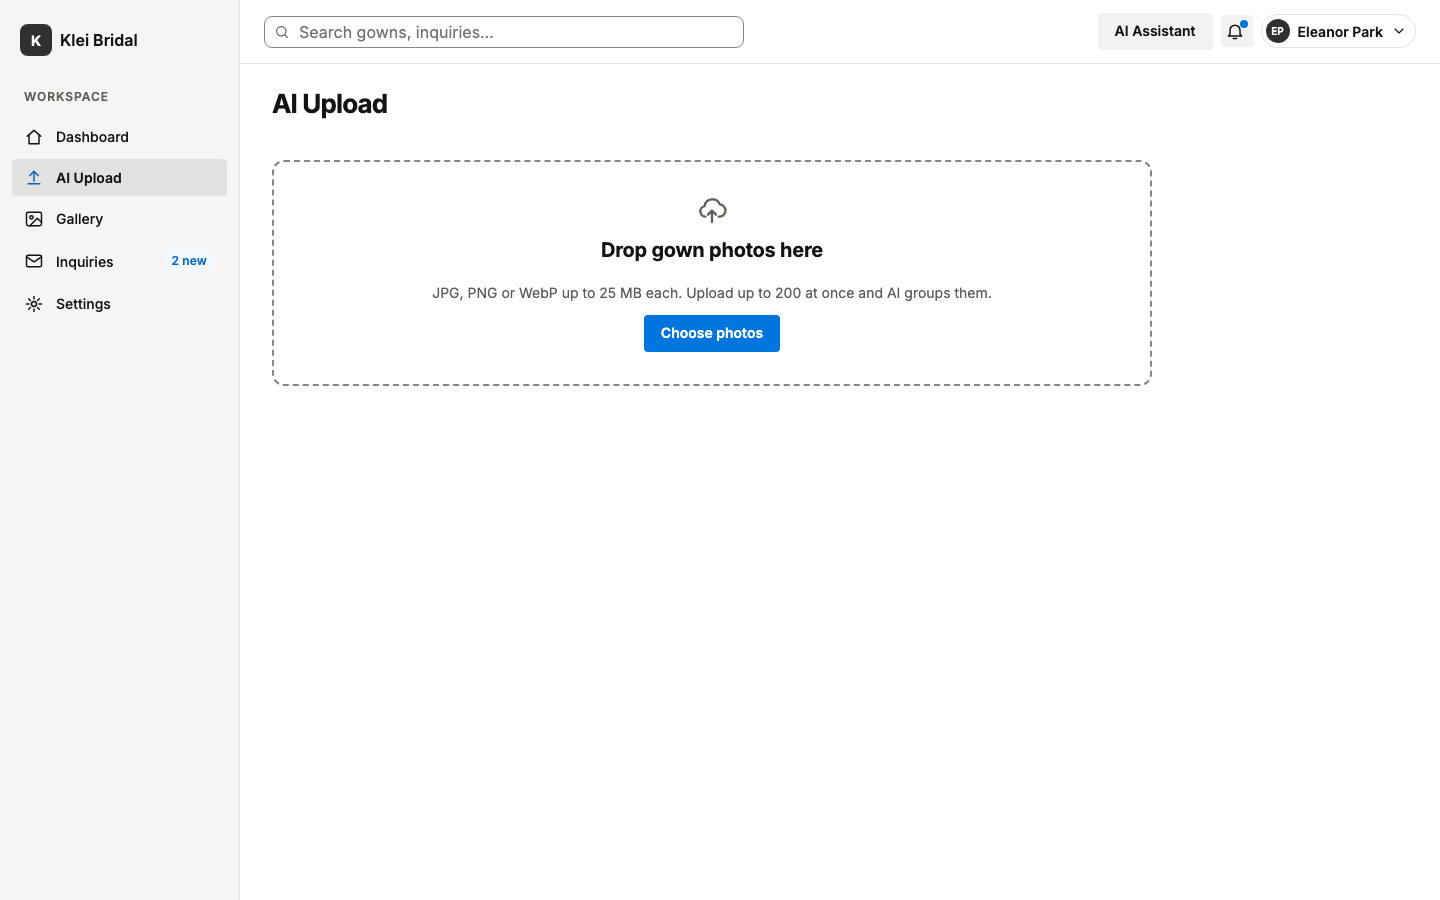 K Klei Bridal
Search gowns, inquiries...
AI Assistant
EP Eleanor Park
WORKSPACE
Dashboard
AI Upload
Gallery
Inquiries 2 new
Settings
AI Upload
Drop gown photos here
JPG, PNG or WebP up to 25 MB each. Upload up to 200 at once and AI groups them.
Choose photos